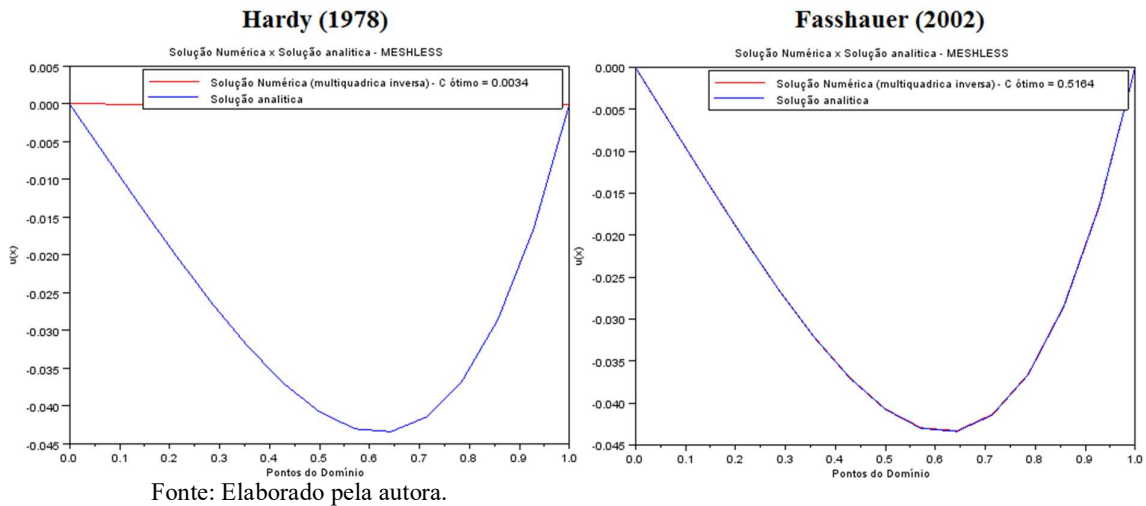 Hardy (1978)
Solução Numérica x Solução analitica - MESHLESS
Solução Numérica (multiquadrica inversa) - C ótimo = 0.0034
Solução analitica
0.005
0.000
-0.005
-0.010
-0.015
-0.020
-0.025
-0.030
-0.035
-0.040
-0.045
u(x)
0.0 0.1 0.2 0.3 0.4 0.5 0.6 0.7 0.8 0.9 1.0
Pontos do Domínio
Fasshauer (2002)
Solução Numérica x Solução analitica - MESHLESS
Solução Numérica (multiquadrica inversa) - C ótimo = 0.5164
Solução analitica
0.000
-0.005
-0.010
-0.015
-0.020
-0.025
-0.030
-0.035
-0.040
-0.045
u(x)
0.0 0.1 0.2 0.3 0.4 0.5 0.6 0.7 0.8 0.9 1.0
Pontos do Domínio
Fonte: Elaborado pela autora.